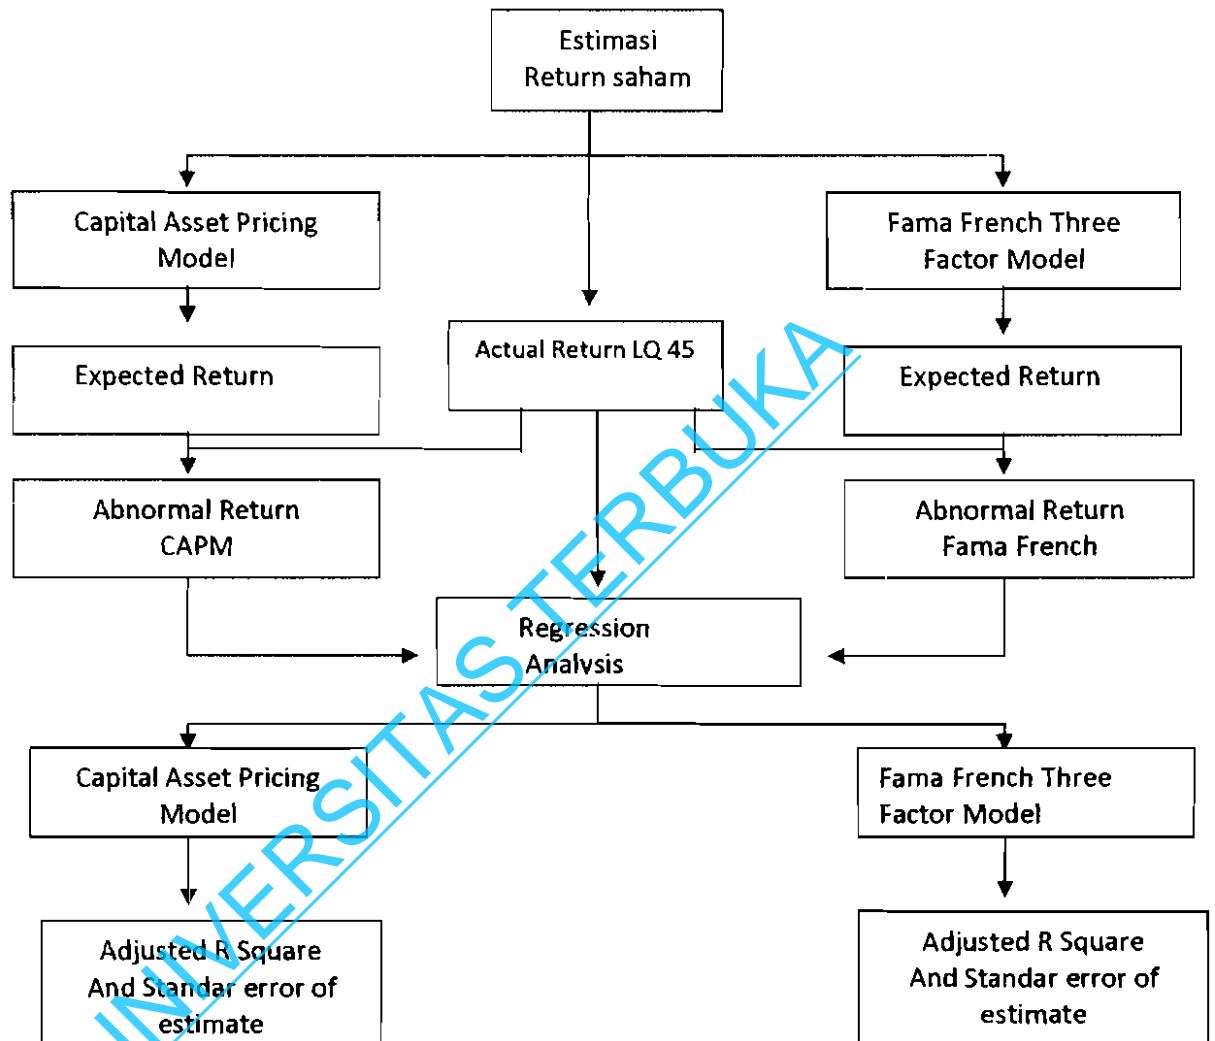 Estimasi
Return saham
Capital Asset Pricing
Model
Fama French Three
Factor Model
Expected Return
Actual Return LQ 45
Expected Return
Abnormal Return
CAPM
Abnormal Return
Fama French
Regression
Analysis
Capital Asset Pricing
Model
Fama French Three
Factor Model
Adjusted R Square
And Standar error of
estimate
Adjusted R Square
And Standar error of
estimate
UNIVERSITAS TERBUKA